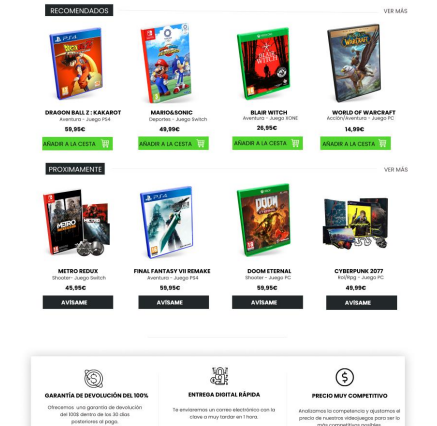 RECOMENDADOS
VER MÁS
DRAGON BALL Z : KAKAROT
Aventura - Juego PS4
59,95€
AÑADIR A LA CESTA
MARIO&SONIC
Deportes - Juego Switch
49,99€
AÑADIR A LA CESTA
BLAIR WITCH
Aventura - Juego XONE
26,95€
AÑADIR A LA CESTA
WORLD OF WARCRAFT
Acción/Aventura - Juego PC
14,99€
AÑADIR A LA CESTA
PROXIMAMENTE
VER MÁS
METRO REDUX
Shooter- Juego Switch
45,95€
AVÍSAME
FINAL FANTASY VII REMAKE
Aventura - Juego PS4
59,95€
AVÍSAME
DOOM ETERNAL
Shooter - Juego PC
59,95€
AVÍSAME
CYBERPUNK 2077
Rol/Rpg - Juego PC
49,99€
AVÍSAME
GARANTÍA DE DEVOLUCIÓN DEL 100%
Ofrecemos una garantía de devolución
del 100% dentro de los 30 días
posteriores al pago.
ENTREGA DIGITAL RÁPIDA
Te enviaremos un correo electrónico con la
clave a muy tardar en 1 hora
PRECIO MUY COMPETITIVO
Analizamos la competencia y ajustamos el
precio de nuestros videojuegos para ser lo
más competitivos posibles